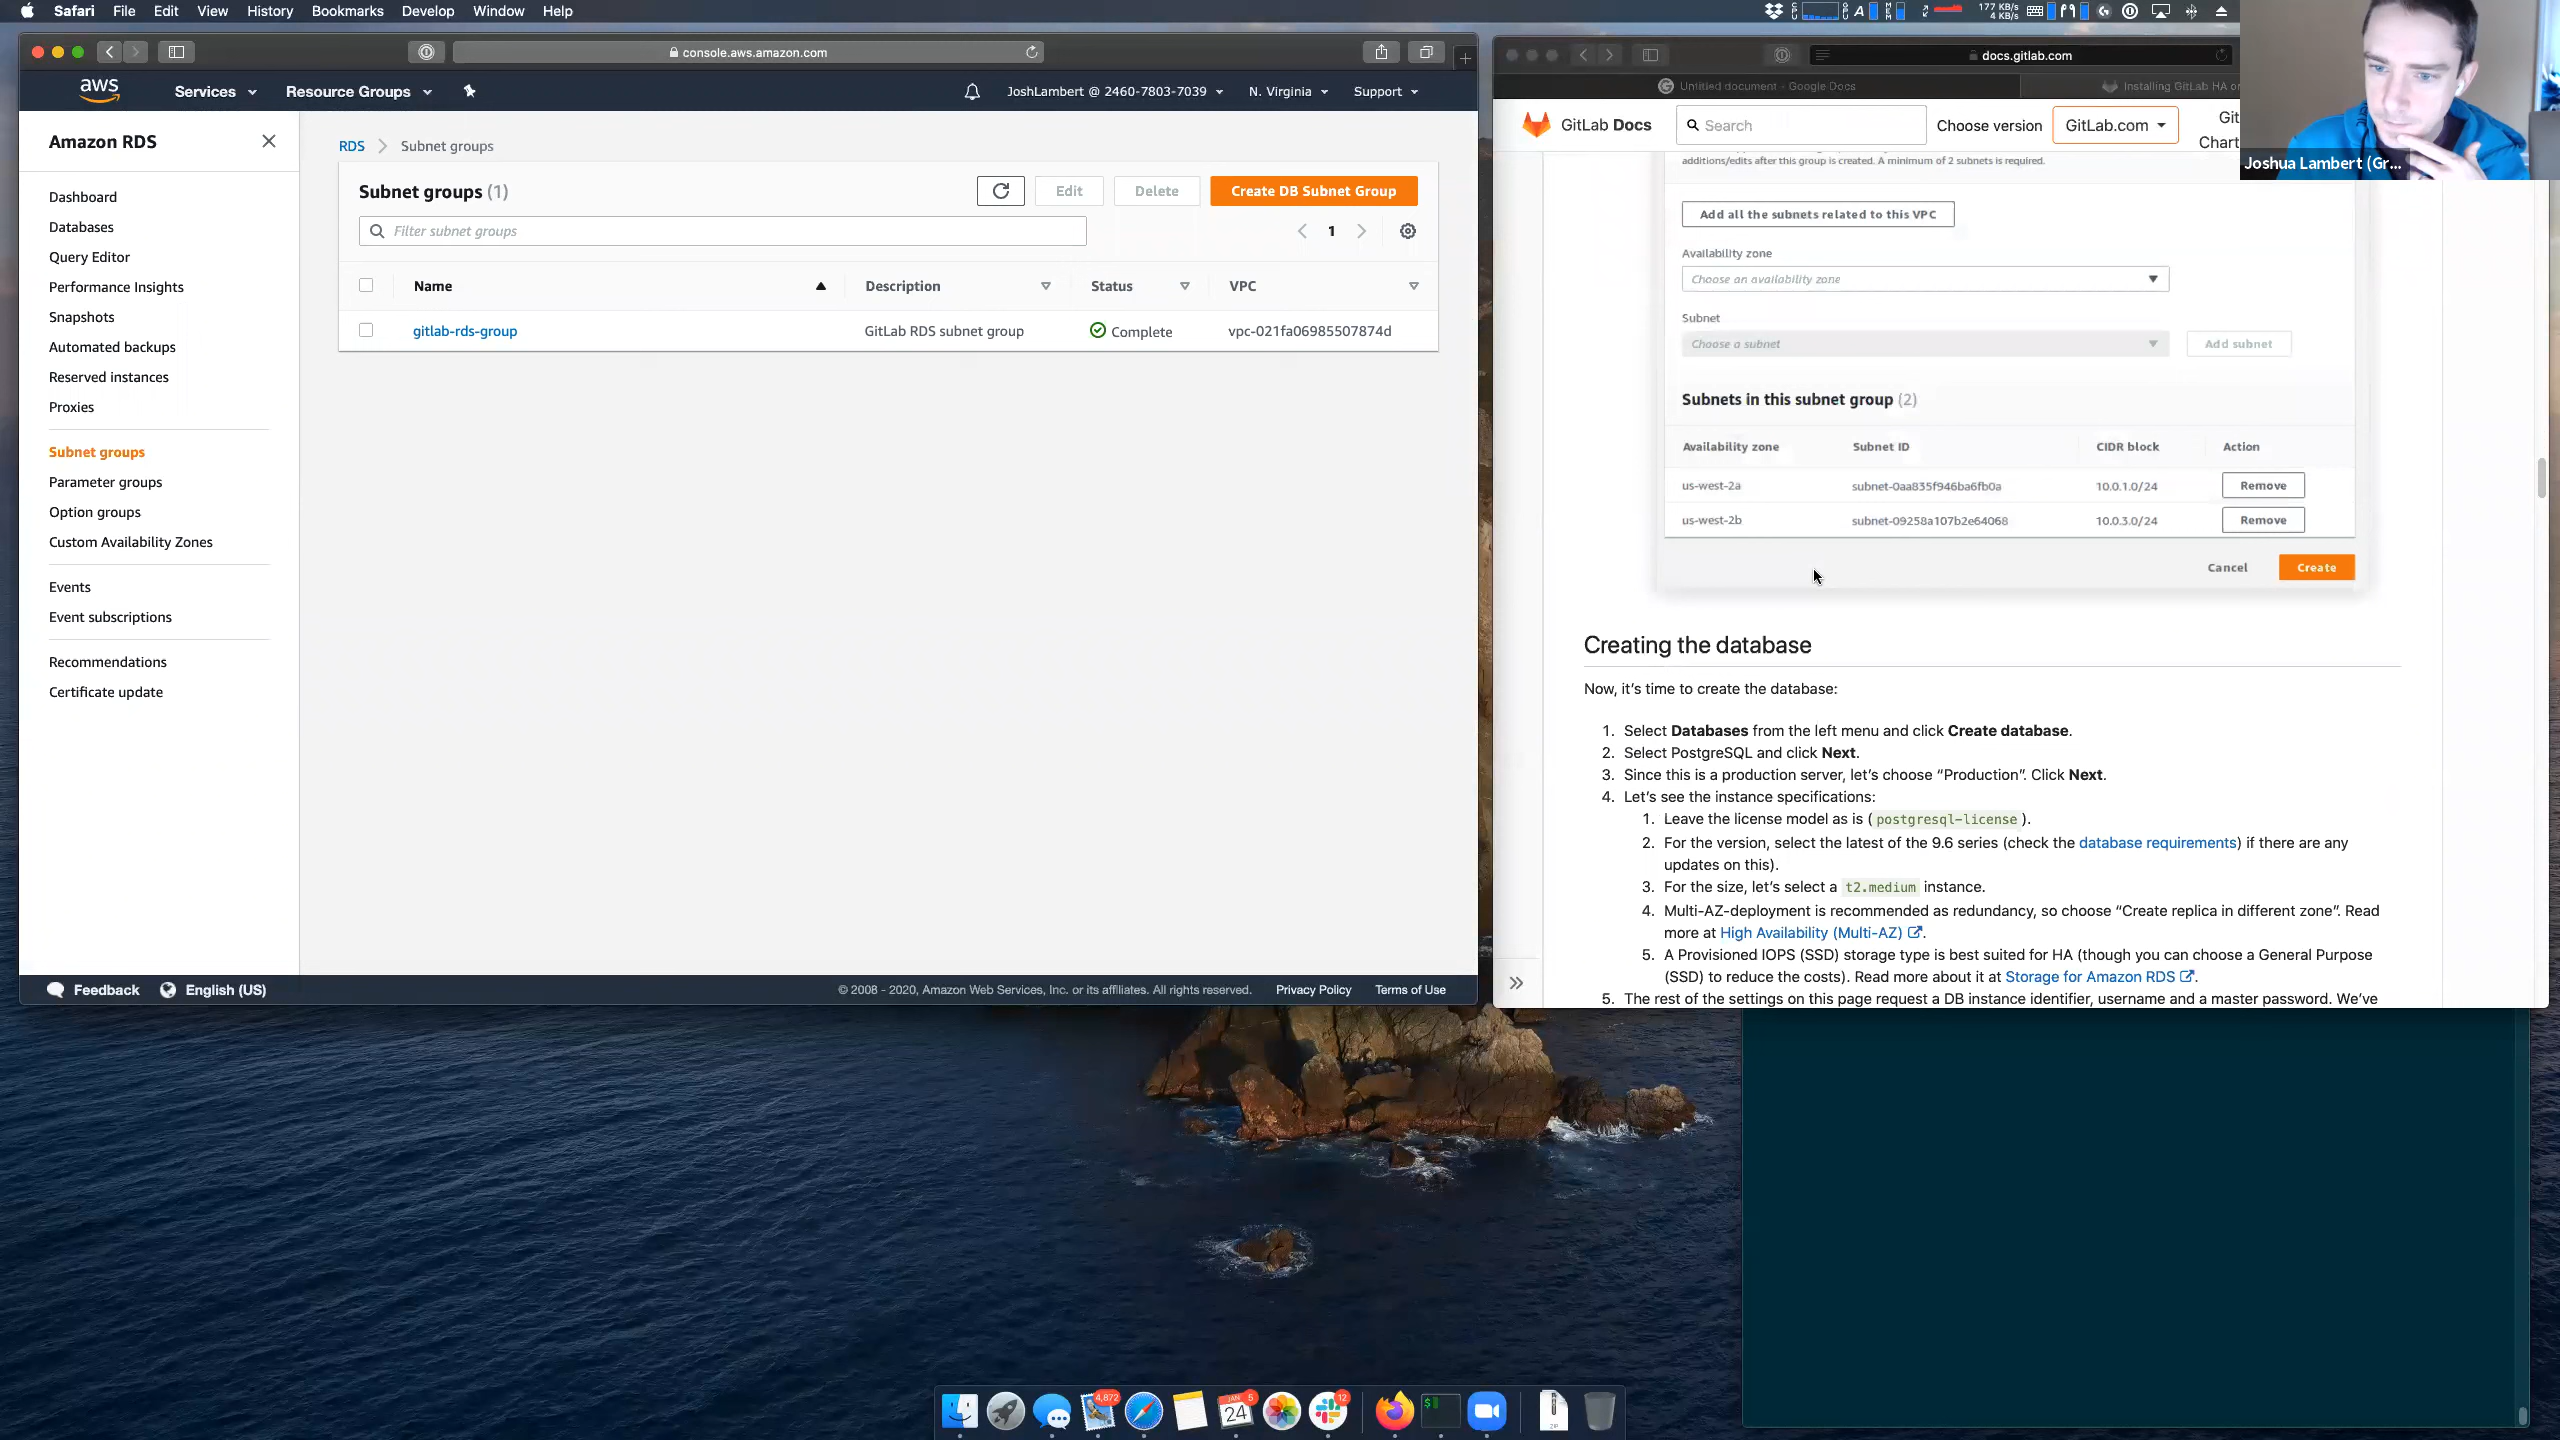 Safari File Edit View History Bookmarks Develop Window Help
177 KB/s
4 KB/s
console.aws.amazon.com
aws Services Resource Groups JoshLambert @ 2460-7803-7039 N. Virginia Support
Amazon RDS
Dashboard
Databases
Query Editor
Performance Insights
Snapshots
Automated backups
Reserved instances
Proxies
Subnet groups
Parameter groups
Option groups
Custom Availability Zones
Events
Event subscriptions
Recommendations
Certificate update
RDS Subnet groups
Subnet groups (1) Edit Delete Create DB Subnet Group
Filter subnet groups 1
Name Description Status VPC
gitlab-rds-group GitLab RDS subnet group Complete vpc-021fa06985507874d
Feedback English (US) © 2008 - 2020, Amazon Web Services, Inc. or its affiliates. All rights reserved. Privacy Policy Terms of Use
docs.gitlab.com
Untitled document - Google Docs Installing GitLab HA on
GitLab Docs Search Choose version GitLab.com Git
Chart
Joshua Lambert (Gr...
additions/edits after this group is created. A minimum of 2 subnets is required.
Add all the subnets related to this VPC
Availability zone
Choose an availability zone
Subnet
Choose a subnet Add subnet
Subnets in this subnet group (2)
Availability zone Subnet ID CIDR block Action
us-west-2a subnet-0aa835f946ba6fb0a 10.0.1.0/24 Remove
us-west-2b subnet-09258a107b2e64068 10.0.3.0/24 Remove
Cancel Create
Creating the database
Now, it's time to create the database:
1. Select Databases from the left menu and click Create database.
2. Select PostgreSQL and click Next.
3. Since this is a production server, let's choose “Production”. Click Next.
4. Let's see the instance specifications:
1. Leave the license model as is ( postgresql-license ).
2. For the version, select the latest of the 9.6 series (check the database requirements) if there are any
updates on this).
3. For the size, let's select a t2.medium instance.
4. Multi-AZ-deployment is recommended as redundancy, so choose “Create replica in different zone”. Read
more at High Availability (Multi-AZ).
5. A Provisioned IOPS (SSD) storage type is best suited for HA (though you can choose a General Purpose
(SSD) to reduce the costs). Read more about it at Storage for Amazon RDS.
5. The rest of the settings on this page request a DB instance identifier, username and a master password. We've
4,872
JAN 5
24
12
ZIP